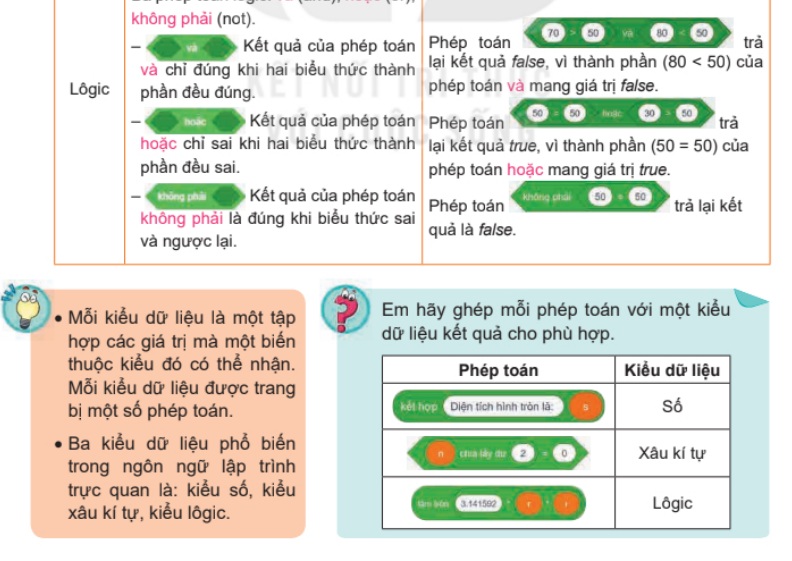 không phải (not).
Lôgic
– và Kết quả của phép toán
và chỉ đúng khi hai biểu thức thành
phần đều đúng.
– hoặc Kết quả của phép toán
hoặc chỉ sai khi hai biểu thức thành
phần đều sai.
– không phải Kết quả của phép toán
không phải là đúng khi biểu thức sai
và ngược lại.
Phép toán 70 > 50 và 80 < 50 trả
lại kết quả false, vì thành phần (80 < 50) của
phép toán và mang giá trị false.
Phép toán 50 = 50 hoặc 30 > 50 trả
lại kết quả true, vì thành phần (50 = 50) của
phép toán hoặc mang giá trị true.
Phép toán không phải 50 = 50 trả lại kết
quả là false.
KẾT NỐI TRI THỨC
VỚI CUỘC SỐNG
• Mỗi kiểu dữ liệu là một tập
hợp các giá trị mà một biến
thuộc kiểu đó có thể nhận.
Mỗi kiểu dữ liệu được trang
bị một số phép toán.
• Ba kiểu dữ liệu phổ biến
trong ngôn ngữ lập trình
trực quan là: kiểu số, kiểu
xâu kí tự, kiểu lôgic.
?
Em hãy ghép mỗi phép toán với một kiểu
dữ liệu kết quả cho phù hợp.
Phép toán Kiểu dữ liệu
kết hợp Diện tích hình tròn là: s Số
n chia lấy dư 2 = 0 Xâu kí tự
làm tròn 3.141592 * r * r Lôgic